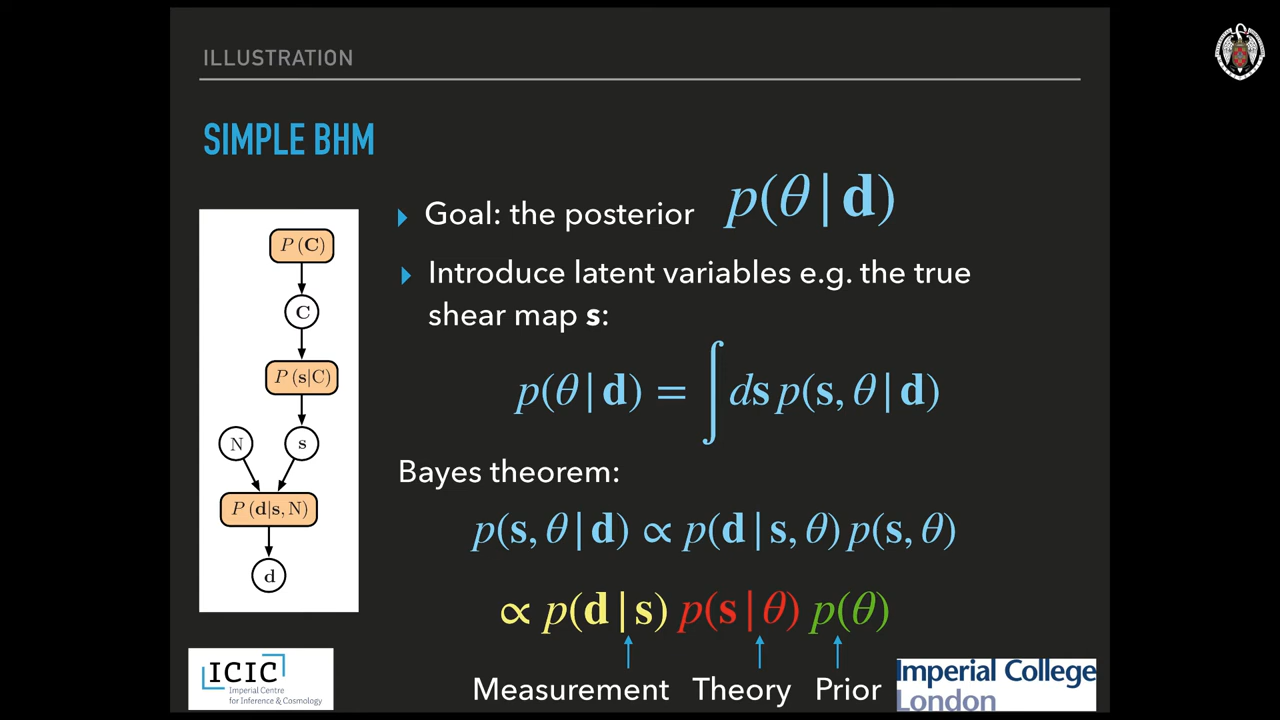 ILLUSTRATION
SIMPLE BHM
P(C)
C
P(s|C)
N
s
P(d|s,N)
d
Goal: the posterior p(θ|d)
Introduce latent variables e.g. the true
shear map s:
p(θ|d) = ∫ds p(s, θ|d)
Bayes theorem:
p(s, θ|d) ∝ p(d|s, θ) p(s, θ)
∝ p(d|s) p(s|θ) p(θ)
Measurement Theory Prior
ICIC
Imperial Centre
for Inference & Cosmology
Imperial College
London